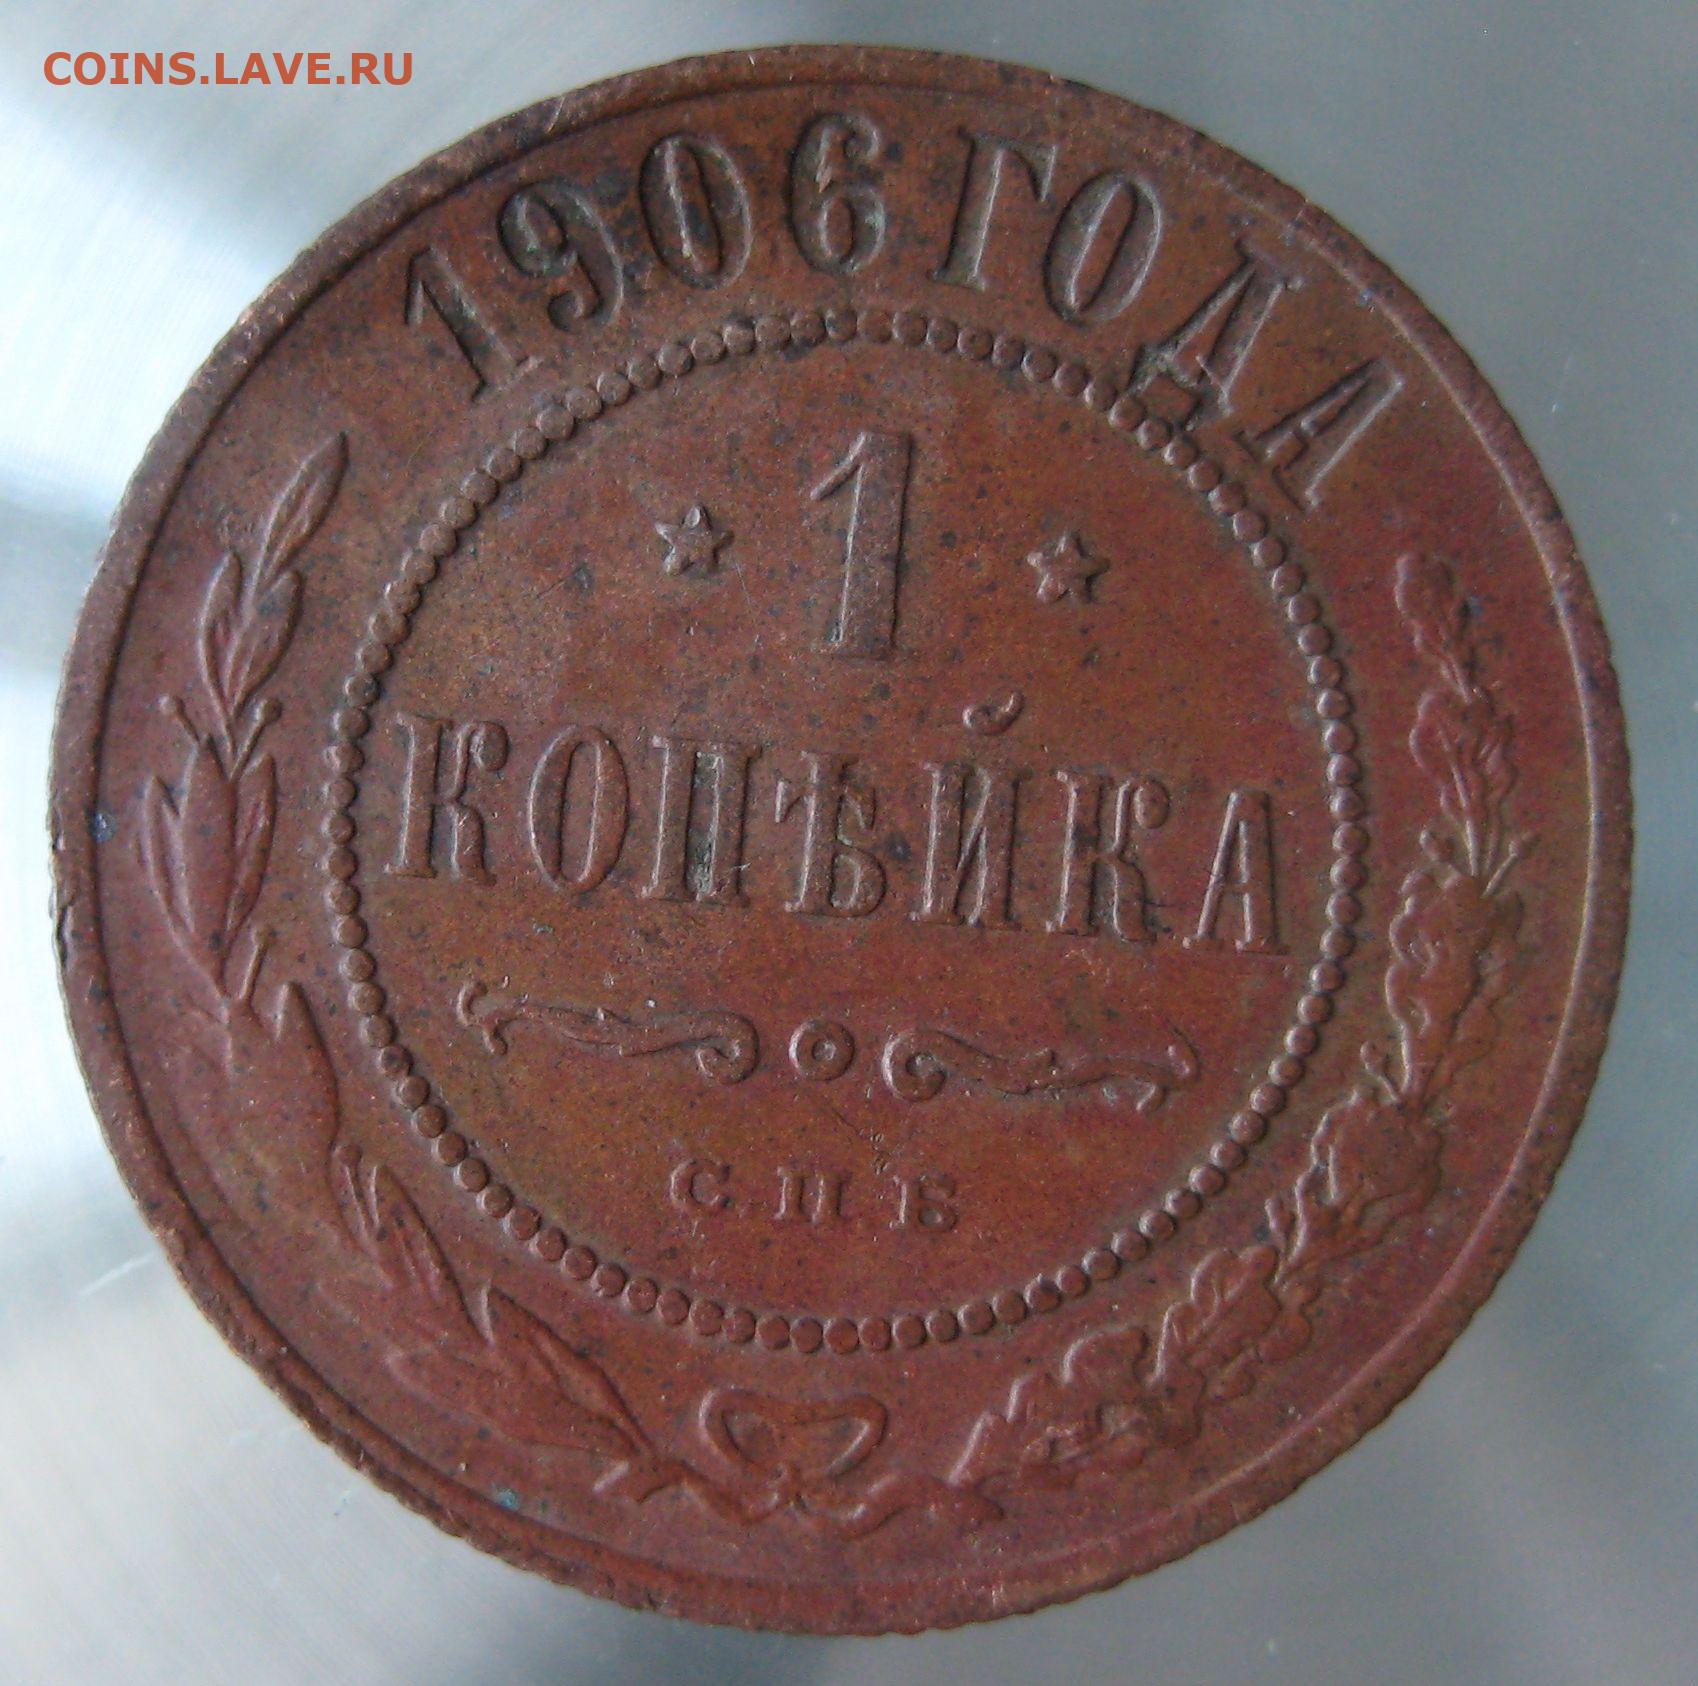 COINS.LAVE.RU
1906 ГОДА
1
КОПѢЙКА
С. П. Б.